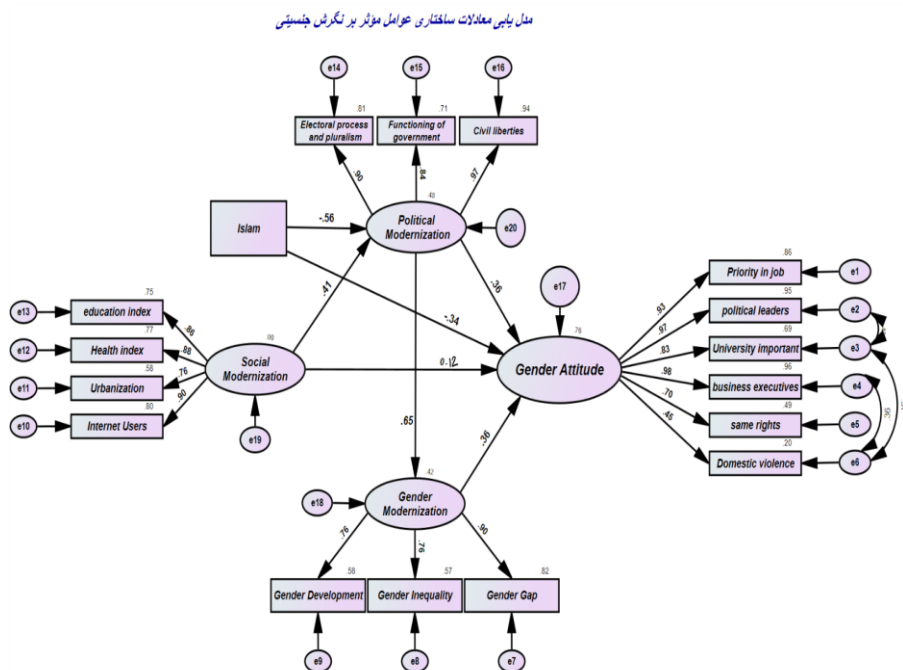 مدل یابی معادلات ساختاری عوامل مؤثر بر نگرش جنسیتی
e14
e15
e16
.81
.71
.94
Electoral process
and pluralism
Functioning of
government
Civil liberties
.90
.84
.97
.48
Islam
-.56
Political
Modernization
e20
.41
.36
-.34
e17
.86
Priority in job
e1
.93
.95
political leaders
e2
.97
.69
University important
e3
.83
.96
business executives
e4
.98
.49
same rights
e5
.70
.20
Domestic violence
e6
.45
.76
Gender Attitude
e13
.75
education index
.86
e12
.77
Health index
.88
e11
.58
Urbanization
.76
e10
.80
Internet Users
.90
.00
Social
Modernization
0.12
e19
.65
.36
.42
e18
Gender
Modernization
.76
.76
.90
.58
.57
.82
Gender Development
Gender Inequality
Gender Gap
e9
e8
e7